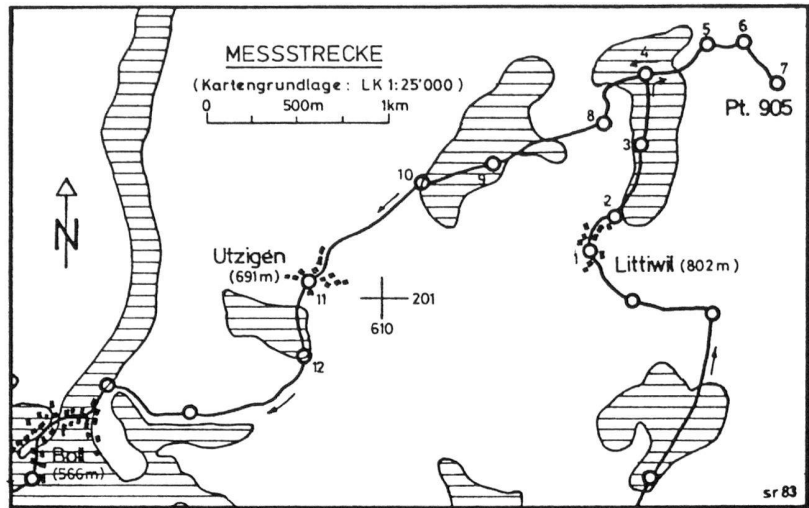 MESSSTRECKE
(Kartengrundlage: LK 1:25'000)
0 500m 1km
N
4
5
6
7
Pt. 905
8
3
9
10
2
1
Littiwil (802m)
Utzigen
(691m)
11
201
610
12
Boll
(566m)
sr 83